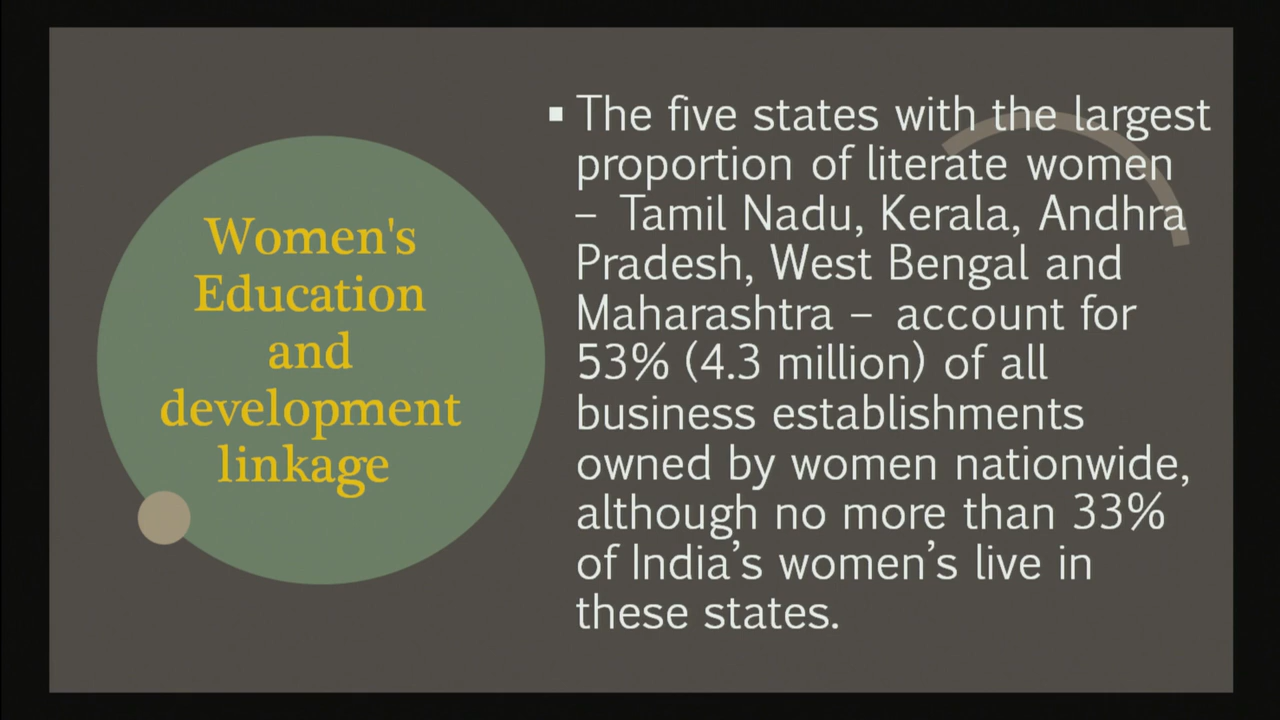 Women's
Education
and
development
linkage
▪ The five states with the largest
proportion of literate women
– Tamil Nadu, Kerala, Andhra
Pradesh, West Bengal and
Maharashtra – account for
53% (4.3 million) of all
business establishments
owned by women nationwide,
although no more than 33%
of India’s women’s live in
these states.